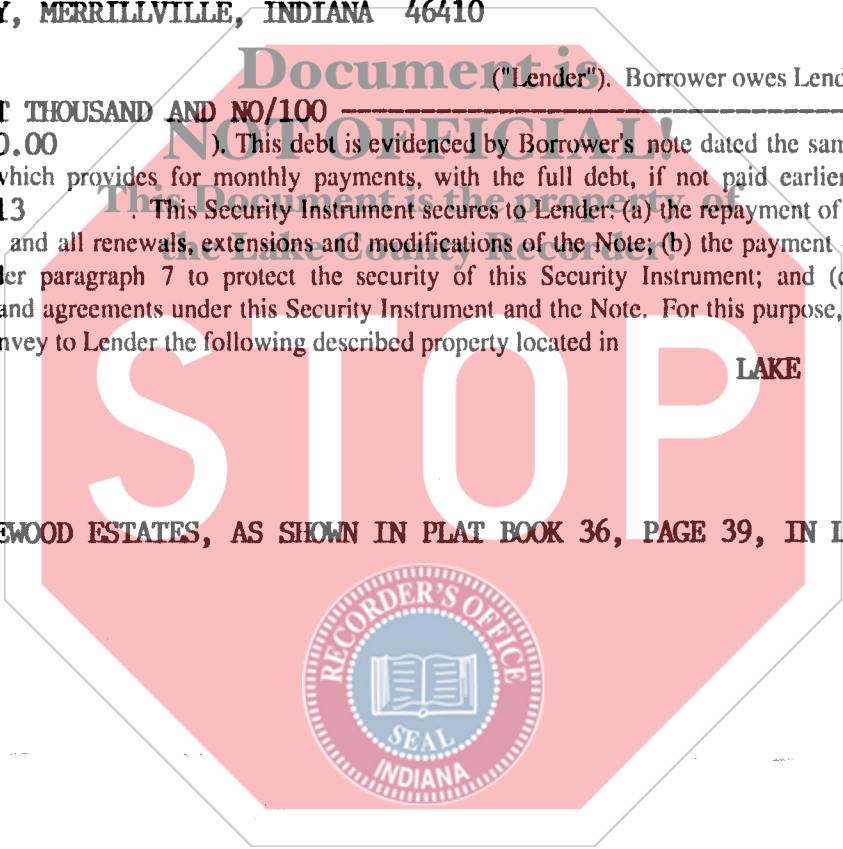 Y, MERRILLVILLE, INDIANA 46410
Document is
("Lender"). Borrower owes Lend
T THOUSAND AND NO/100
NOT OFFICIAL!
0.00 ). This debt is evidenced by Borrower's note dated the sam
which provides for monthly payments, with the full debt, if not paid earlier
This Document is the property of
13 . This Security Instrument secures to Lender: (a) the repayment of
the Lake County Recorder!
and all renewals, extensions and modifications of the Note; (b) the payment
er paragraph 7 to protect the security of this Security Instrument; and (c
and agreements under this Security Instrument and the Note. For this purpose,
nvey to Lender the following described property located in
LAKE
STOP
EWOOD ESTATES, AS SHOWN IN PLAT BOOK 36, PAGE 39, IN L
RECORDER'S OFFICE
SEAL
INDIANA